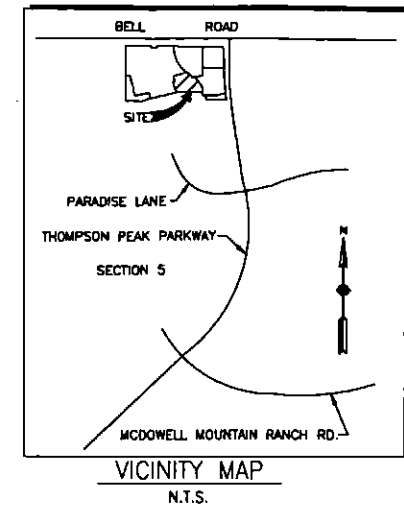 BELL ROAD
SITE
PARADISE LANE
THOMPSON PEAK PARKWAY
SECTION 5
N
MCDOWELL MOUNTAIN RANCH RD.
VICINITY MAP
N.T.S.